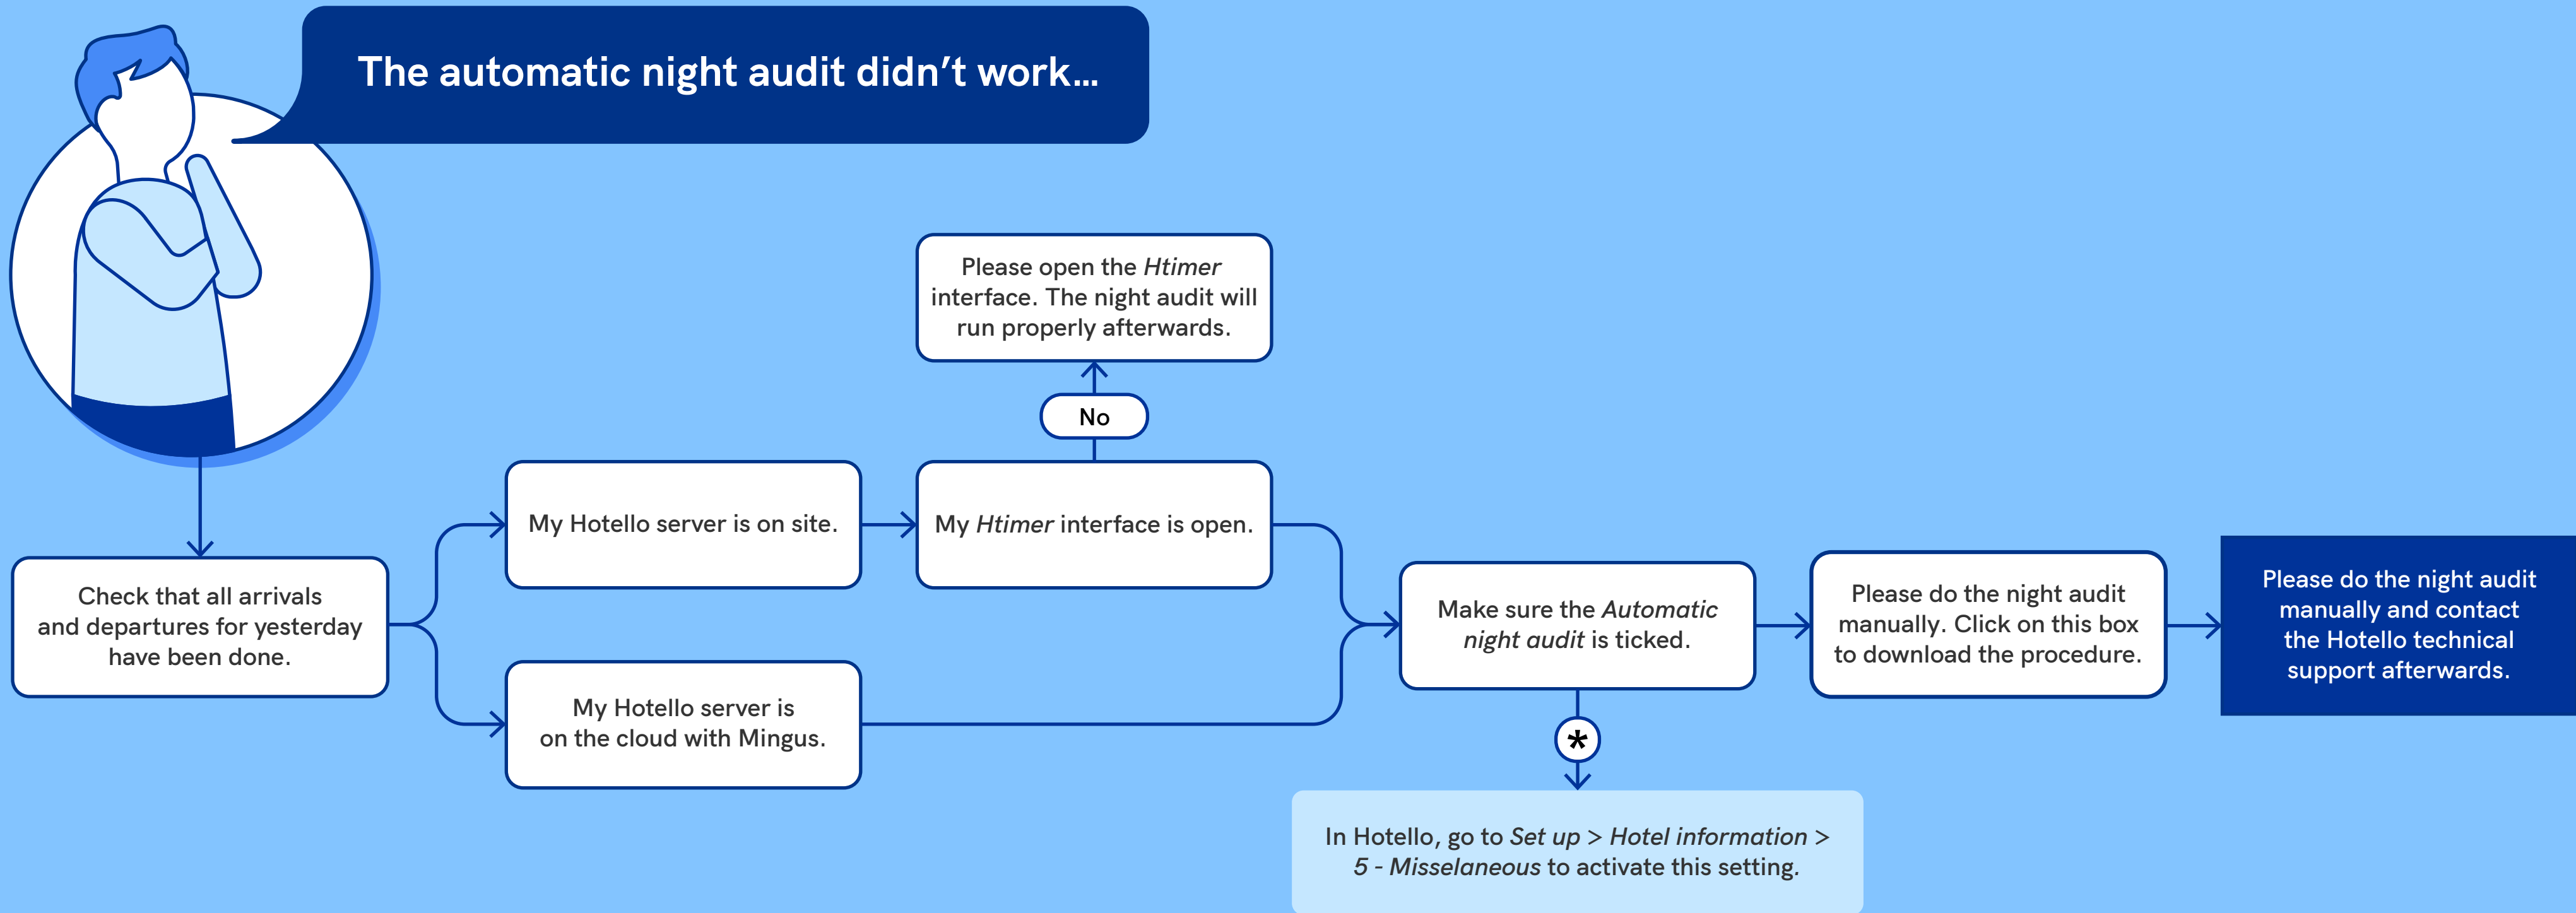 The automatic night audit didn’t work...
Please open the Htimer
interface. The night audit will
run properly afterwards.
No
My Hotello server is on site.
My Htimer interface is open.
Check that all arrivals
and departures for yesterday
have been done.
My Hotello server is
on the cloud with Mingus.
Make sure the Automatic
night audit is ticked.
Please do the night audit
manually. Click on this box
to download the procedure.
Please do the night audit
manually and contact
the Hotello technical
support afterwards.
*
In Hotello, go to Set up > Hotel information >
5 - Misselaneous to activate this setting.